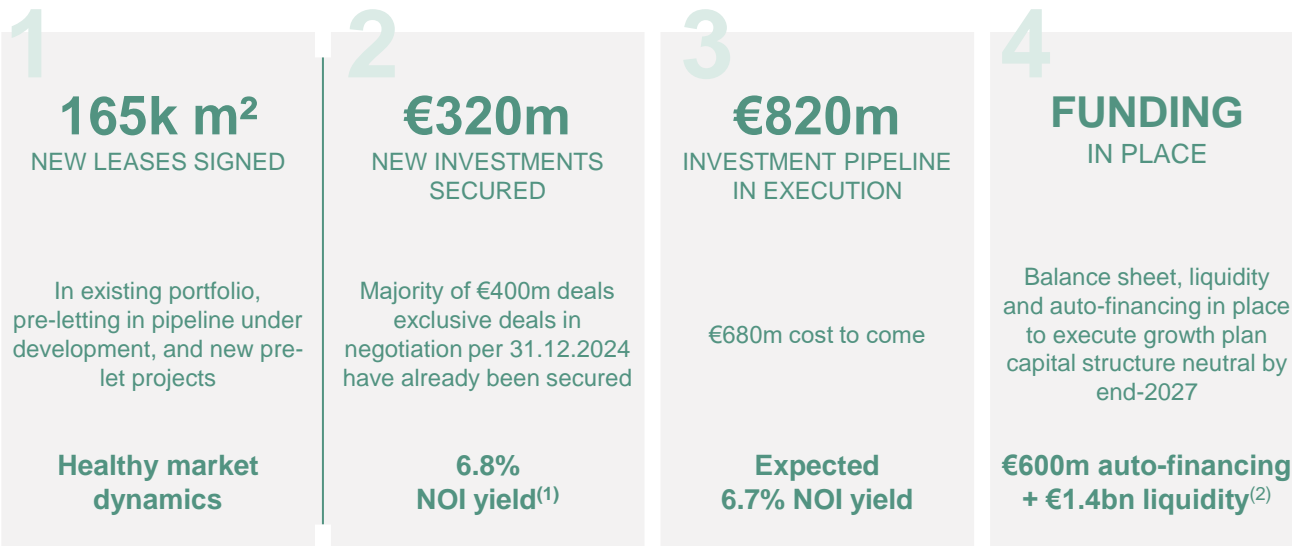 1
165k m²
NEW LEASES SIGNED
In existing portfolio,
pre-letting in pipeline under
development, and new pre-
let projects
Healthy market
dynamics
2
€320m
NEW INVESTMENTS
SECURED
Majority of €400m deals
exclusive deals in
negotiation per 31.12.2024
have already been secured
6.8%
NOI yield(1)
3
€820m
INVESTMENT PIPELINE
IN EXECUTION
€680m cost to come
Expected
6.7% NOI yield
4
FUNDING
IN PLACE
Balance sheet, liquidity
and auto-financing in place
to execute growth plan
capital structure neutral by
end-2027
€600m auto-financing
+ €1.4bn liquidity(2)